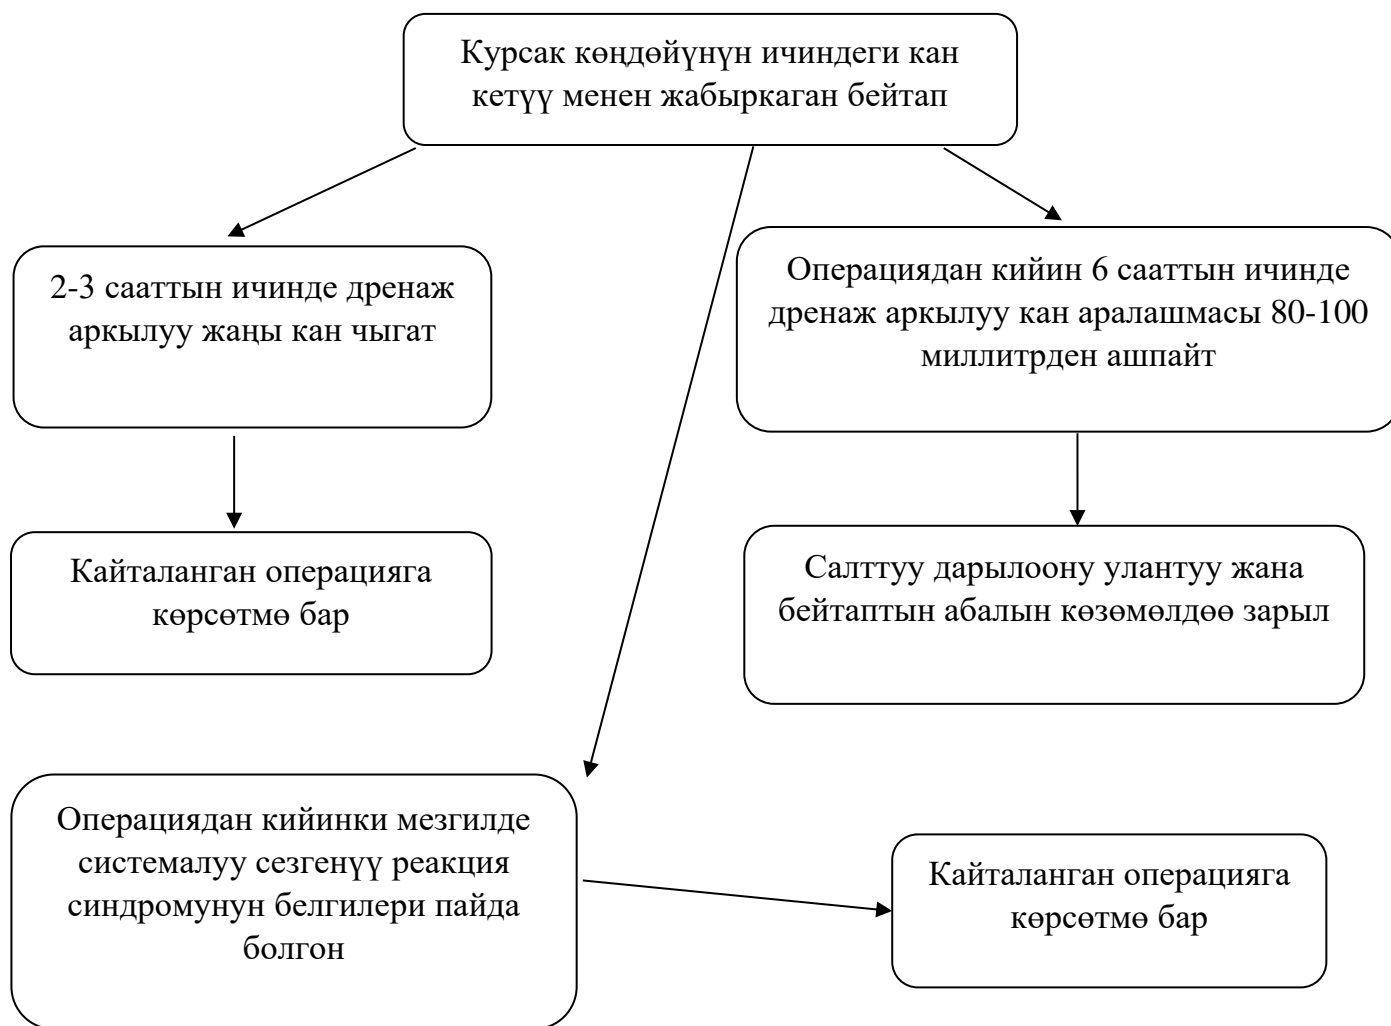 Курсак көңдөйүнүн ичиндеги кан
кетүү менен жабыркаган бейтап
2-3 сааттын ичинде дренаж
аркылуу жаңы кан чыгат
Операциядан кийин 6 сааттын ичинде
дренаж аркылуу кан аралашмасы 80-100
миллитрден ашпайт
Кайталанган операцияга
көрсөтмө бар
Салттуу дарылоону улантуу жана
бейтаптын абалын көзөмөлдөө зарыл
Операциядан кийинки мезгилде
системалуу сезгенүү реакция
синдромунун белгилери пайда
болгон
Кайталанган операцияга
көрсөтмө бар